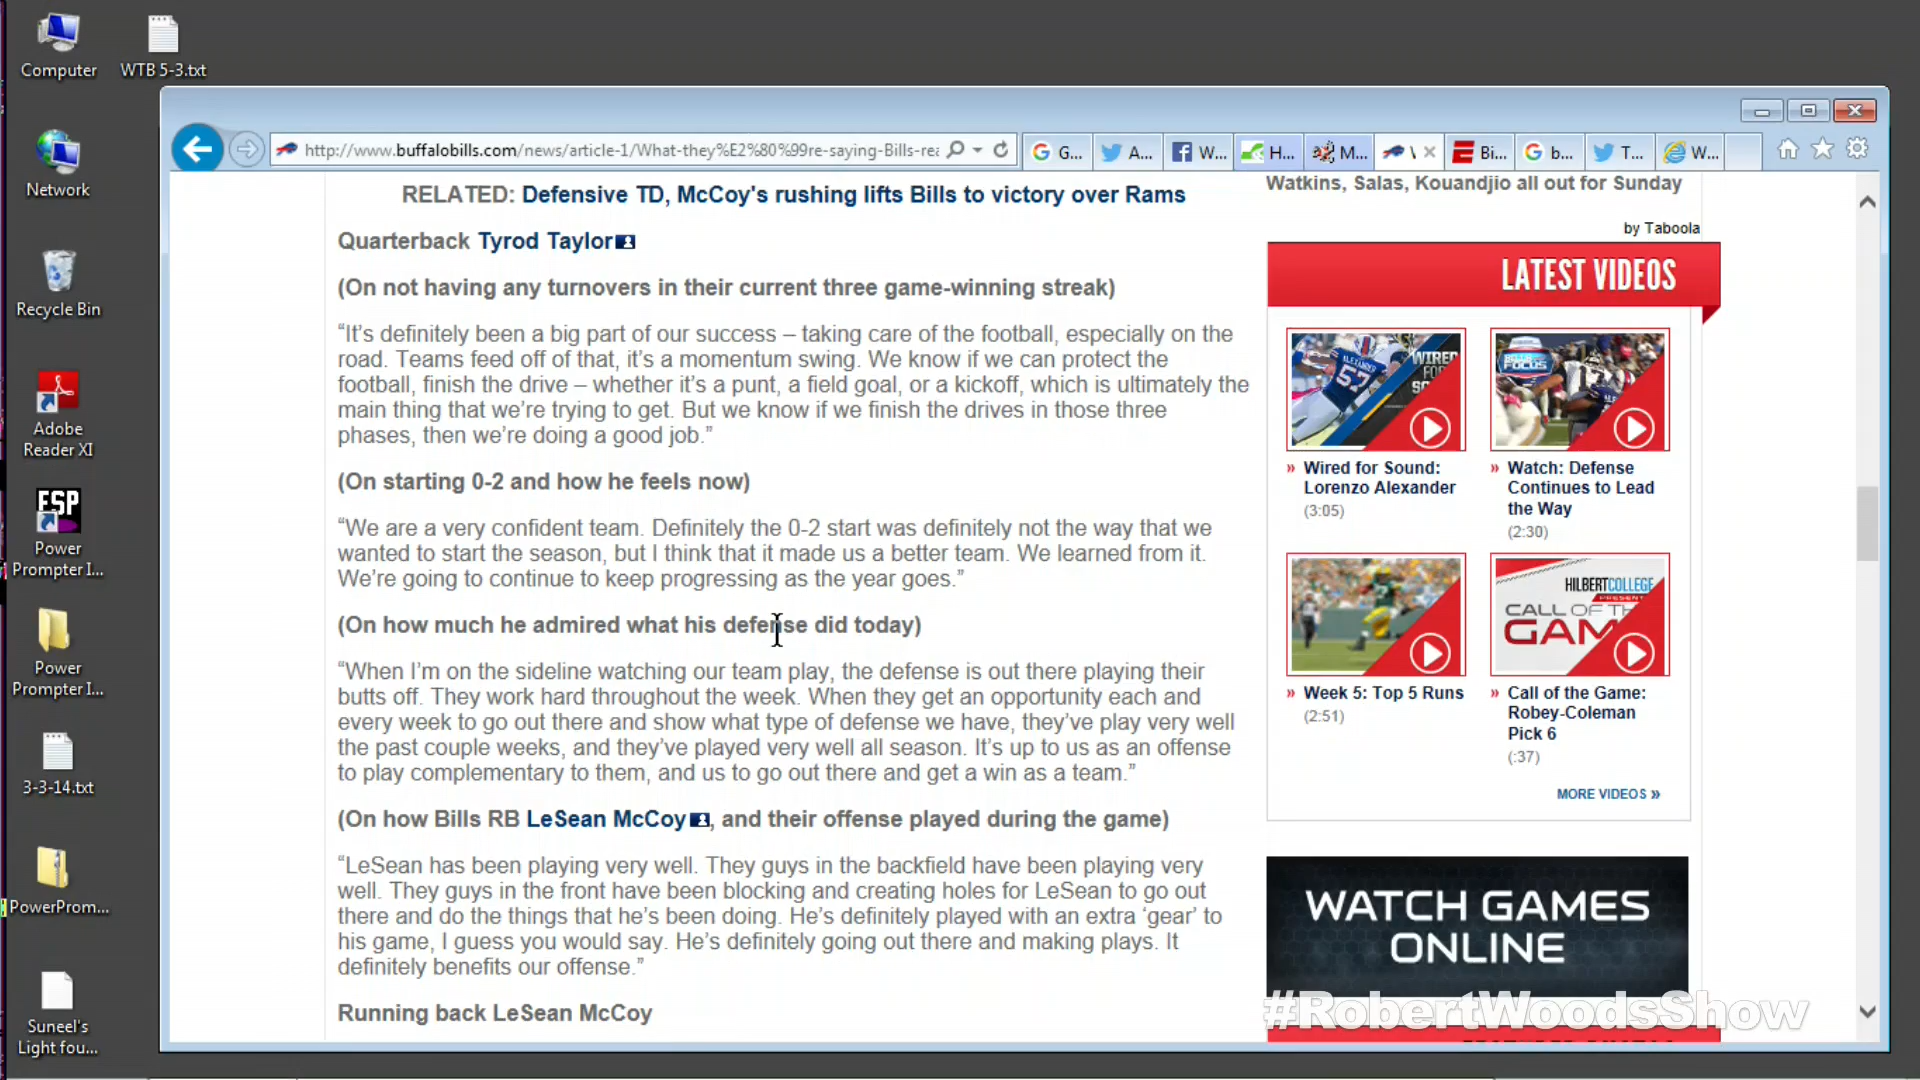 Computer
WTB 5-3.txt
Network
Recycle Bin
Adobe
Reader XI
ESP
Power
Prompter I...
Power
Prompter I...
3-3-14.txt
PowerProm...
Suneel's
Light fou...
http://www.buffalobills.com/news/article-1/What-they%E2%80%99re-saying-Bills-rea
G...
A...
W...
H...
M...
Bi...
b...
T...
W...
RELATED: Defensive TD, McCoy's rushing lifts Bills to victory over Rams
Quarterback Tyrod Taylor
(On not having any turnovers in their current three game-winning streak)
“It’s definitely been a big part of our success – taking care of the football, especially on the
road. Teams feed off of that, it’s a momentum swing. We know if we can protect the
football, finish the drive – whether it’s a punt, a field goal, or a kickoff, which is ultimately the
main thing that we’re trying to get. But we know if we finish the drives in those three
phases, then we’re doing a good job.”
(On starting 0-2 and how he feels now)
“We are a very confident team. Definitely the 0-2 start was definitely not the way that we
wanted to start the season, but I think that it made us a better team. We learned from it.
We’re going to continue to keep progressing as the year goes.”
(On how much he admired what his defense did today)
“When I’m on the sideline watching our team play, the defense is out there playing their
butts off. They work hard throughout the week. When they get an opportunity each and
every week to go out there and show what type of defense we have, they’ve play very well
the past couple weeks, and they’ve played very well all season. It’s up to us as an offense
to play complementary to them, and us to go out there and get a win as a team.”
(On how Bills RB LeSean McCoy, and their offense played during the game)
“LeSean has been playing very well. They guys in the backfield have been playing very
well. They guys in the front have been blocking and creating holes for LeSean to go out
there and do the things that he’s been doing. He’s definitely played with an extra ‘gear’ to
his game, I guess you would say. He’s definitely going out there and making plays. It
definitely benefits our offense.”
Running back LeSean McCoy
Watkins, Salas, Kouandjio all out for Sunday
by Taboola
LATEST VIDEOS
WIRED
FOR
ALEXANDER
57
FOCUS
» Wired for Sound:
Lorenzo Alexander
(3:05)
» Watch: Defense
Continues to Lead
the Way
(2:30)
HILBERT COLLEGE
CALL OF TH
GAM
» Week 5: Top 5 Runs
(2:51)
» Call of the Game:
Robey-Coleman
Pick 6
(:37)
MORE VIDEOS »
WATCH GAMES
ONLINE
#RobertWoodsShow